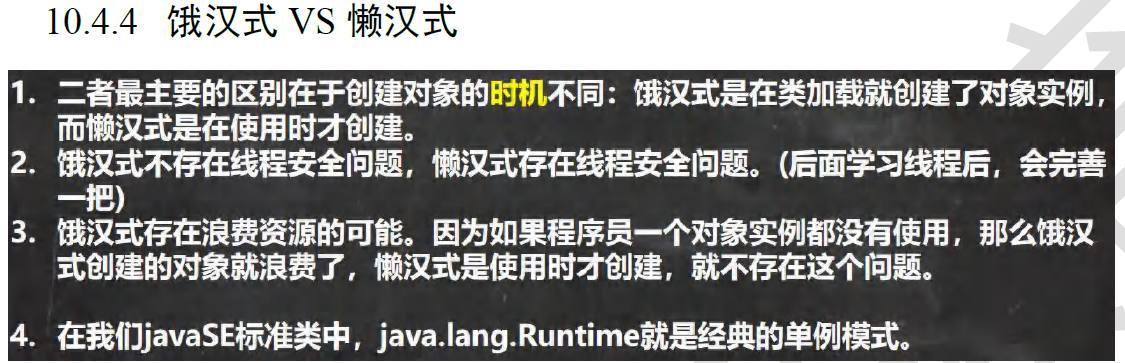 10.4.4 饿汉式 VS 懒汉式
1. 二者最主要的区别在于创建对象的时机不同：饿汉式是在类加载就创建了对象实例，
而懒汉式是在使用时才创建。
2. 饿汉式不存在线程安全问题，懒汉式存在线程安全问题。(后面学习线程后，会完善
一把)
3. 饿汉式存在浪费资源的可能。因为如果程序员一个对象实例都没有使用，那么饿汉
式创建的对象就浪费了，懒汉式是使用时才创建，就不存在这个问题。
4. 在我们javaSE标准类中，java.lang.Runtime就是经典的单例模式。